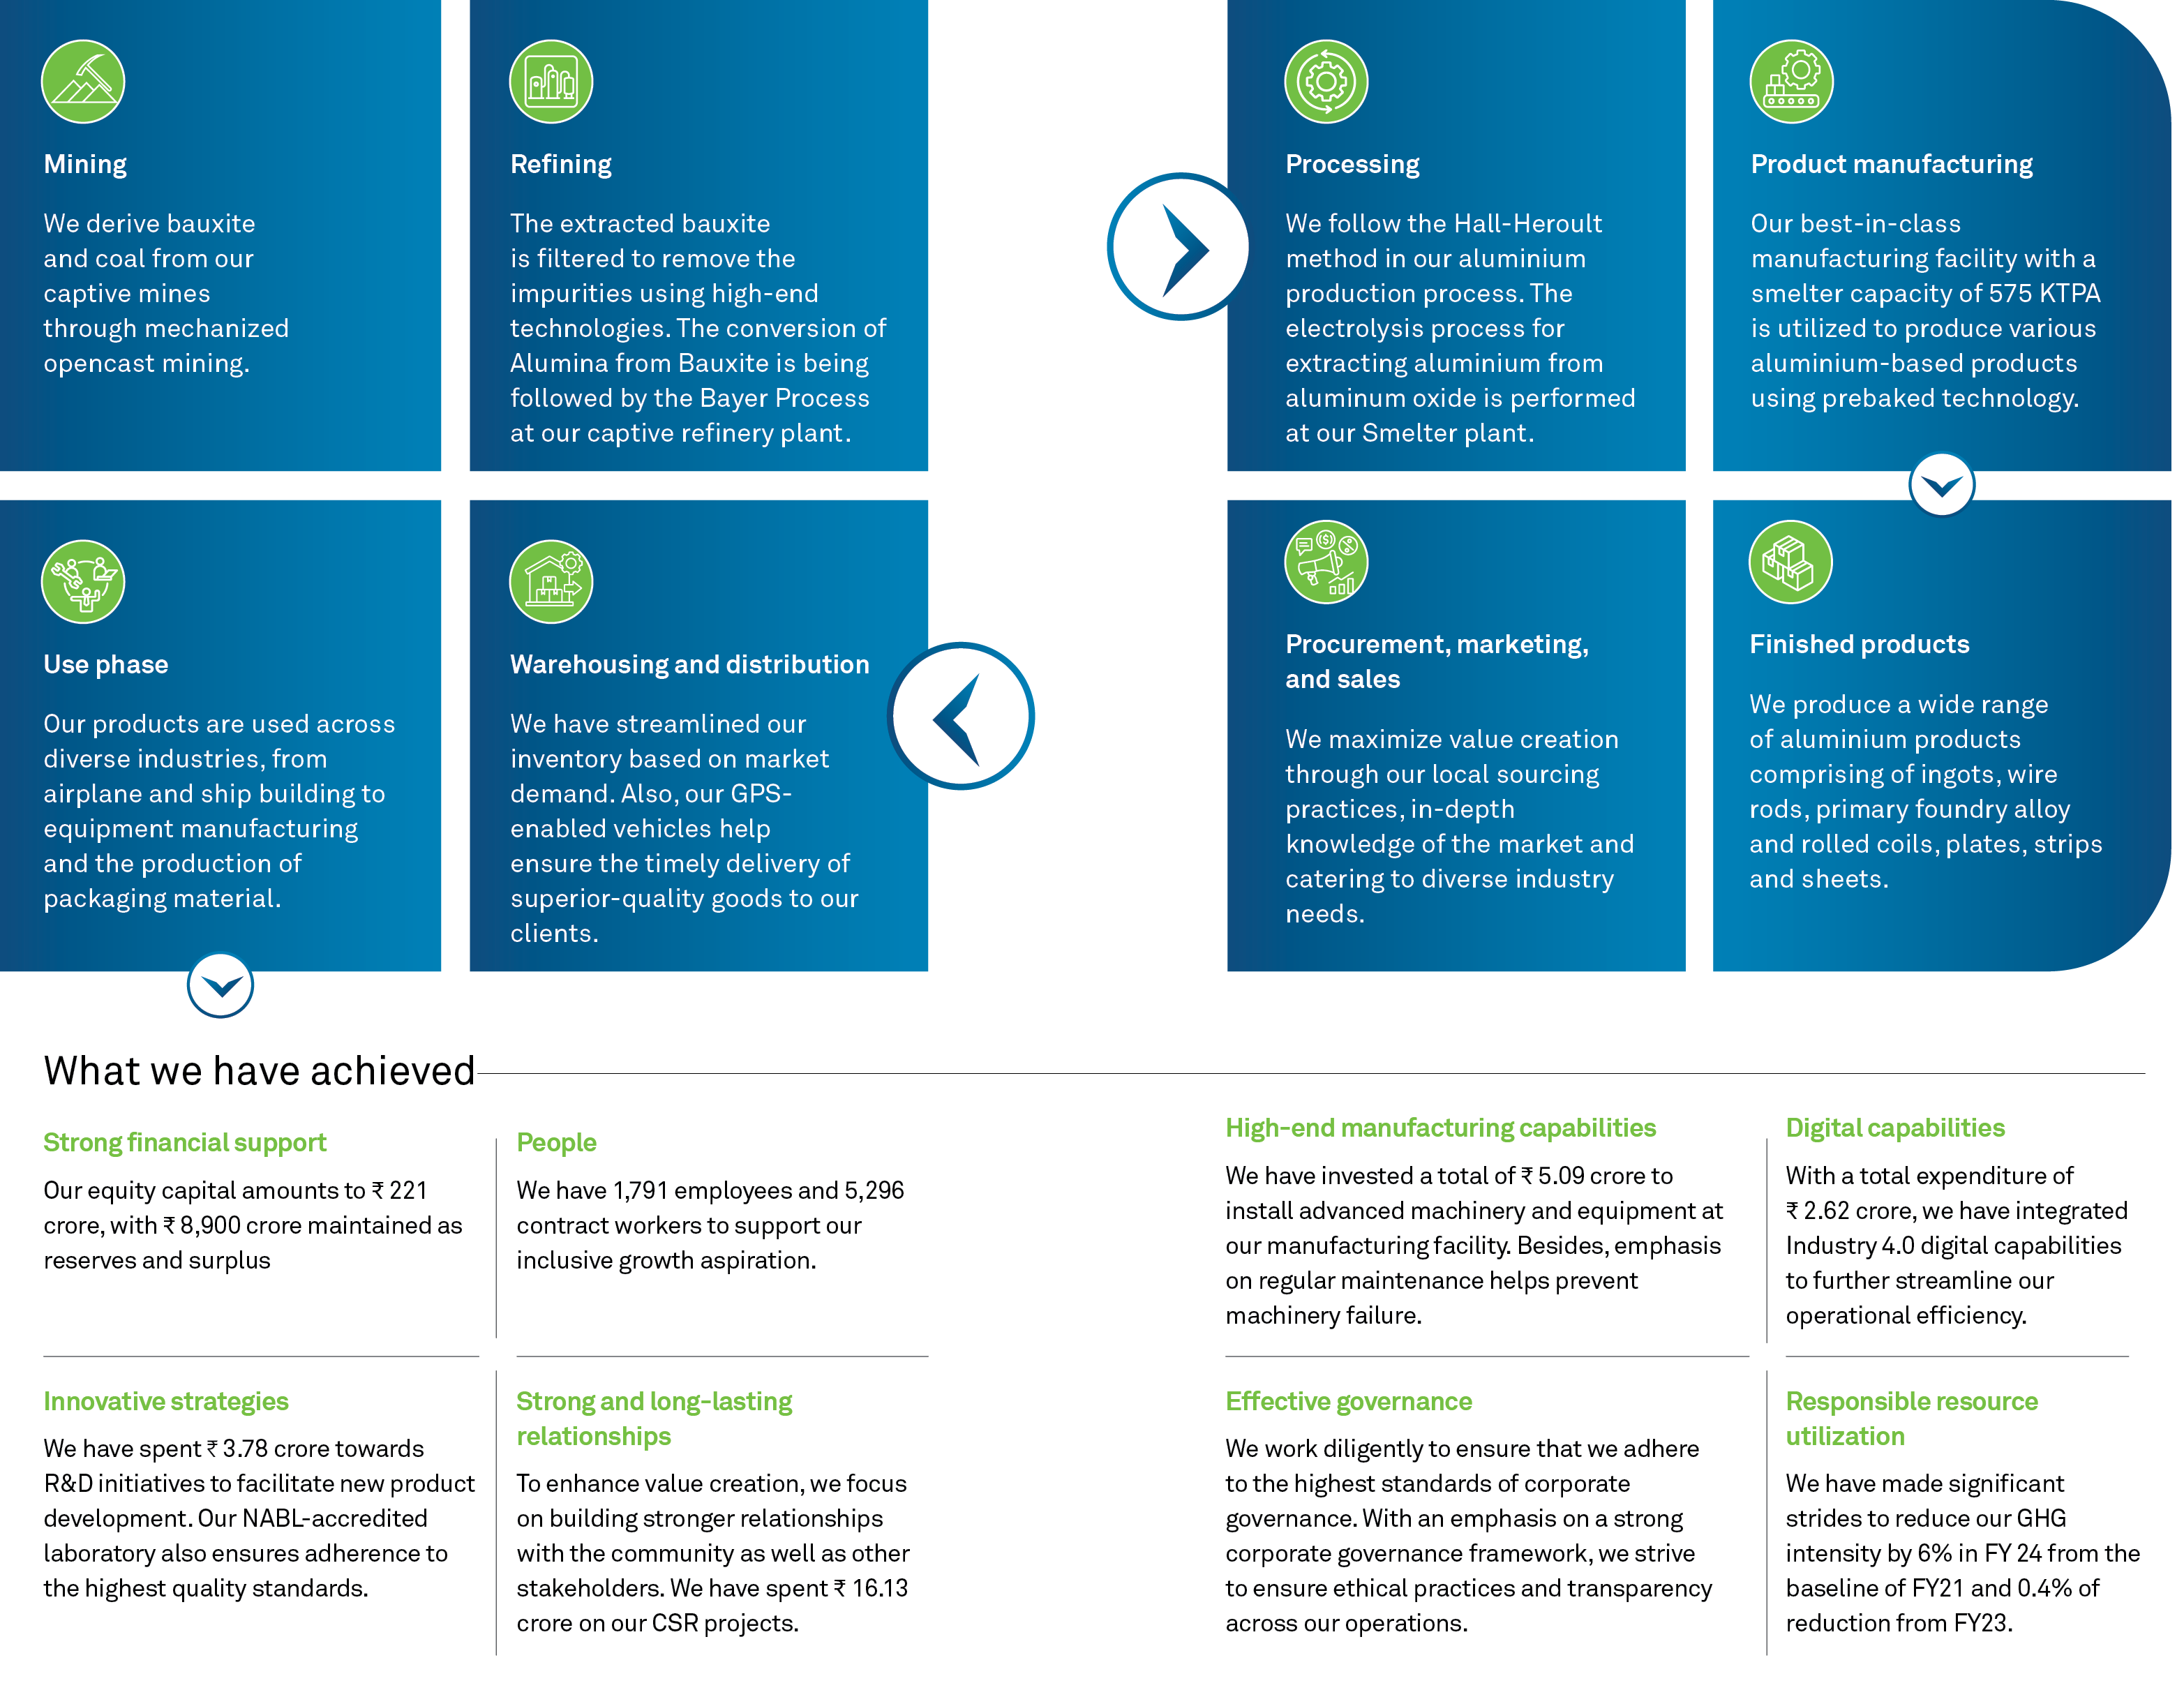 Mining
We derive bauxite
and coal from our
captive mines
through mechanized
opencast mining.
Refining
The extracted bauxite
is filtered to remove the
impurities using high-end
technologies. The conversion of
Alumina from Bauxite is being
followed by the Bayer Process
at our captive refinery plant.
Processing
We follow the Hall-Heroult
method in our aluminium
production process. The
electrolysis process for
extracting aluminium from
aluminum oxide is performed
at our Smelter plant.
Product manufacturing
Our best-in-class
manufacturing facility with a
smelter capacity of 575 KTPA
is utilized to produce various
aluminium-based products
using prebaked technology.
Use phase
Our products are used across
diverse industries, from
airplane and ship building to
equipment manufacturing
and the production of
packaging material.
Warehousing and distribution
We have streamlined our
inventory based on market
demand. Also, our GPS-
enabled vehicles help
ensure the timely delivery of
superior-quality goods to our
clients.
Procurement, marketing,
and sales
We maximize value creation
through our local sourcing
practices, in-depth
knowledge of the market and
catering to diverse industry
needs.
Finished products
We produce a wide range
of aluminium products
comprising of ingots, wire
rods, primary foundry alloy
and rolled coils, plates, strips
and sheets.
What we have achieved
Strong financial support
Our equity capital amounts to ₹ 221
crore, with ₹ 8,900 crore maintained as
reserves and surplus
People
We have 1,791 employees and 5,296
contract workers to support our
inclusive growth aspiration.
High-end manufacturing capabilities
We have invested a total of ₹ 5.09 crore to
install advanced machinery and equipment at
our manufacturing facility. Besides, emphasis
on regular maintenance helps prevent
machinery failure.
Digital capabilities
With a total expenditure of
₹ 2.62 crore, we have integrated
Industry 4.0 digital capabilities
to further streamline our
operational efficiency.
Innovative strategies
We have spent ₹ 3.78 crore towards
R&D initiatives to facilitate new product
development. Our NABL-accredited
laboratory also ensures adherence to
the highest quality standards.
Strong and long-lasting
relationships
To enhance value creation, we focus
on building stronger relationships
with the community as well as other
stakeholders. We have spent ₹ 16.13
crore on our CSR projects.
Effective governance
We work diligently to ensure that we adhere
to the highest standards of corporate
governance. With an emphasis on a strong
corporate governance framework, we strive
to ensure ethical practices and transparency
across our operations.
Responsible resource
utilization
We have made significant
strides to reduce our GHG
intensity by 6% in FY 24 from the
baseline of FY21 and 0.4% of
reduction from FY23.